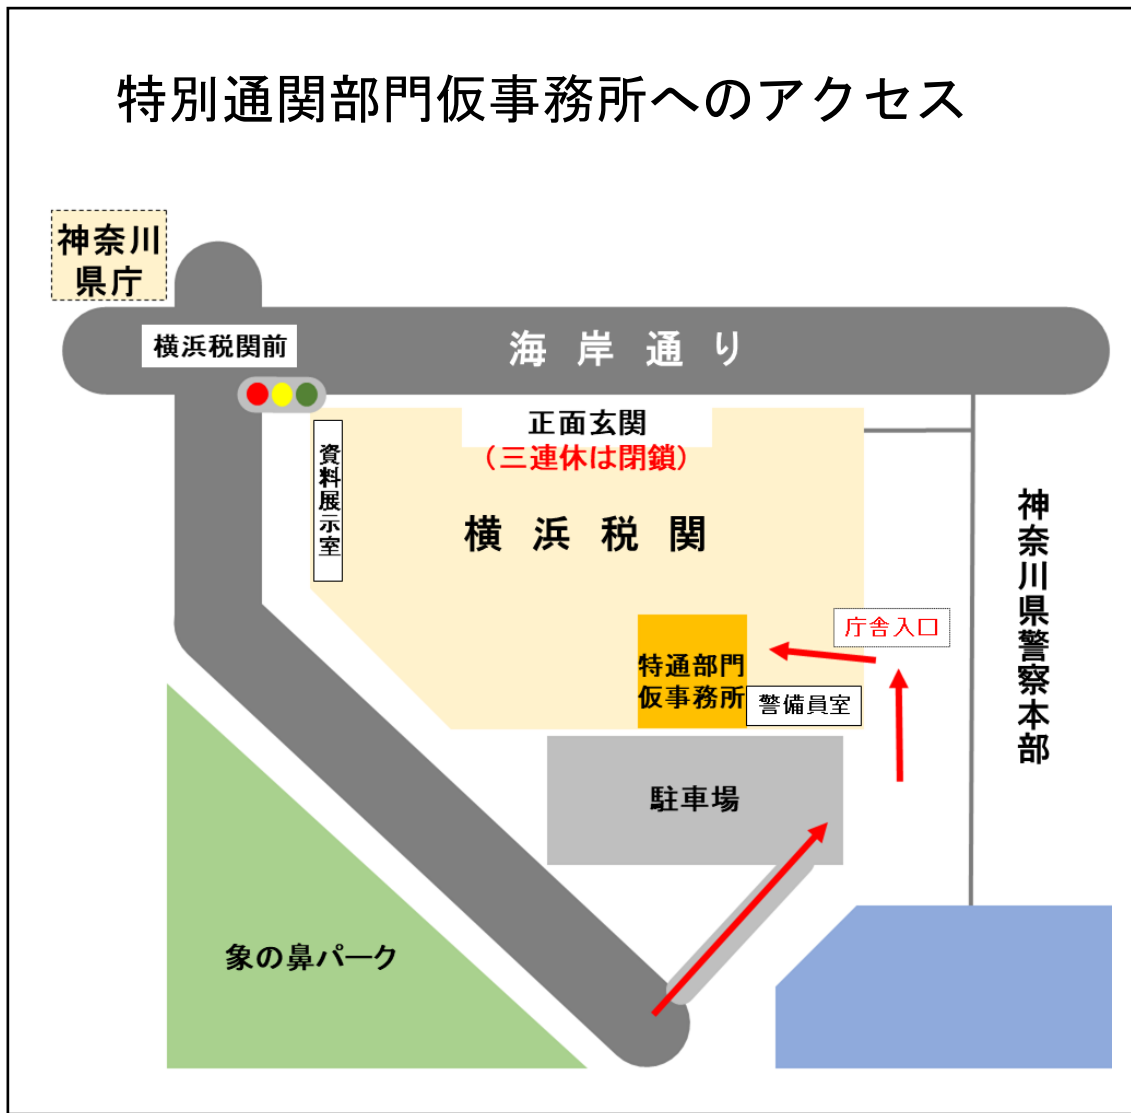 特別通関部門仮事務所へのアクセス
神奈川
県庁
横浜税関前
海岸通り
正面玄関
（三連休は閉鎖）
資料展示室
横浜税関
神奈川県警察本部
庁舎入口
特通部門
仮事務所
警備員室
駐車場
象の鼻パーク